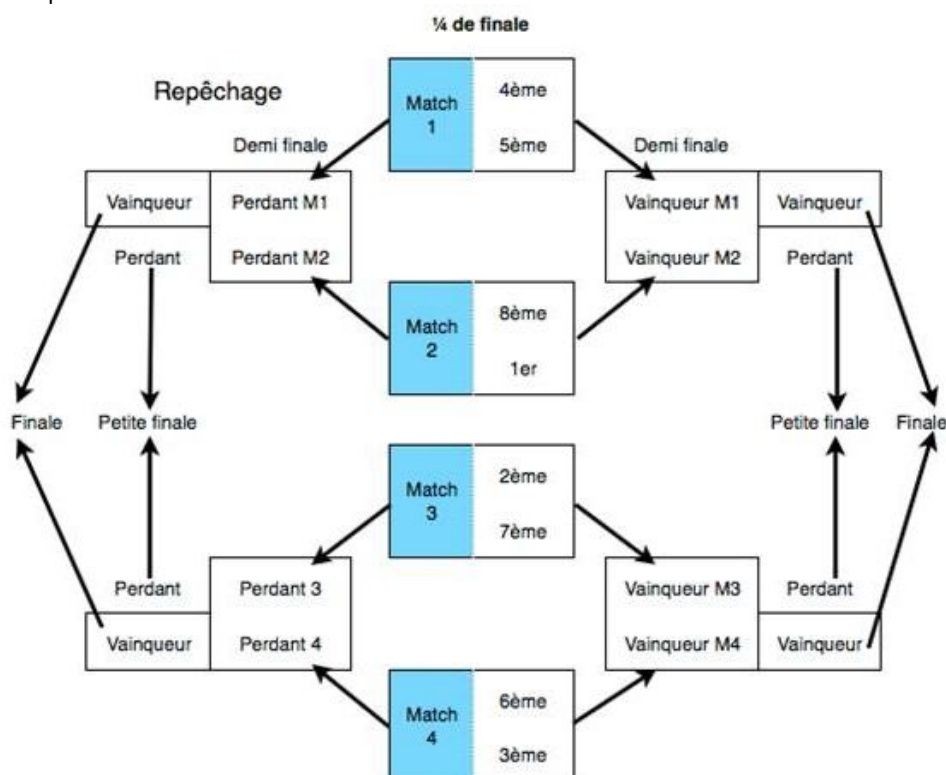 ¼ de finale
Repêchage
Match
1
4ème
5ème
Demi finale
Demi finale
Vainqueur
Perdant M1
Vainqueur M1
Vainqueur
Perdant
Perdant M2
Vainqueur M2
Perdant
Match
2
8ème
1er
Finale
Petite finale
Petite finale
Finale
Match
3
2ème
7ème
Perdant
Perdant 3
Vainqueur M3
Perdant
Vainqueur
Perdant 4
Vainqueur M4
Vainqueur
Match
4
6ème
3ème